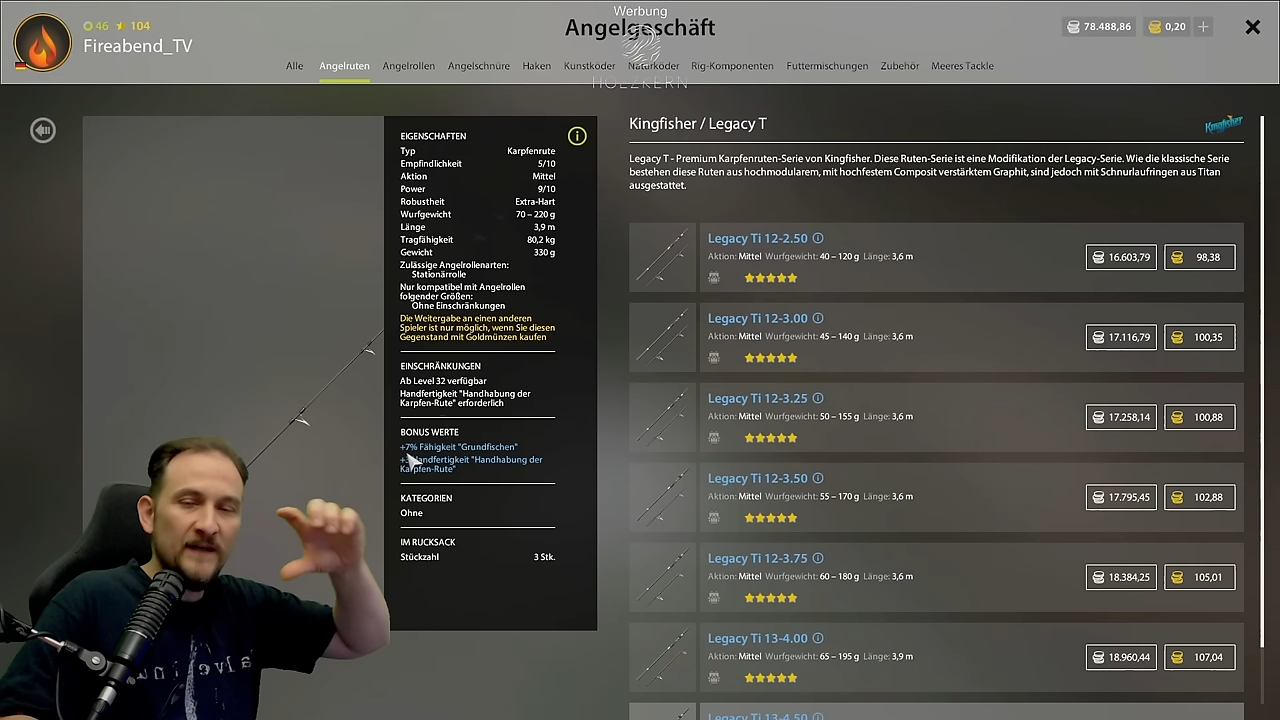 Werbung
46 104
Fireabend_TV
Angelgeschäft
78.488,86
0,20
Alle Angelruten Angelrollen Angelschnüre Haken Kunstköder Naturköder Rig-Komponenten Futtermischungen Zubehör Meeres Tackle
HOLZKERN
EIGENSCHAFTEN
Typ Karpfenrute
Empfindlichkeit 5/10
Aktion Mittel
Power 9/10
Robustheit Extra-Hart
Wurfgewicht 70 – 220 g
Länge 3,9 m
Tragfähigkeit 80,2 kg
Gewicht 330 g
Zulässige Angelrollenarten:
Stationärrolle
Nur kompatibel mit Angelrollen
folgender Größen:
Ohne Einschränkungen
Die Weitergabe an einen anderen
Spieler ist nur möglich, wenn Sie diesen
Gegenstand mit Goldmünzen kaufen
EINSCHRÄNKUNGEN
Ab Level 32 verfügbar
Handfertigkeit "Handhabung der
Karpfen-Rute" erforderlich
BONUS WERTE
+7% Fähigkeit "Grundfischen"
Handfertigkeit "Handhabung der
Karpfen-Rute"
KATEGORIEN
Ohne
IM RUCKSACK
Stückzahl 3 Stk.
Kingfisher / Legacy T
Kingfisher
Legacy T - Premium Karpfenruten-Serie von Kingfisher. Diese Ruten-Serie ist eine Modifikation der Legacy-Serie. Wie die klassische Serie
bestehen diese Ruten aus hochmodularem, mit hochfestem Composit verstärktem Graphit, sind jedoch mit Schnurlaufringen aus Titan
ausgestattet.
Legacy Ti 12-2.50
Aktion: Mittel Wurfgewicht: 40 – 120 g Länge: 3,6 m
16.603,79 98,38
Legacy Ti 12-3.00
Aktion: Mittel Wurfgewicht: 45 – 140 g Länge: 3,6 m
17.116,79 100,35
Legacy Ti 12-3.25
Aktion: Mittel Wurfgewicht: 50 – 155 g Länge: 3,6 m
17.258,14 100,88
Legacy Ti 12-3.50
Aktion: Mittel Wurfgewicht: 55 – 170 g Länge: 3,6 m
17.795,45 102,88
Legacy Ti 12-3.75
Aktion: Mittel Wurfgewicht: 60 – 180 g Länge: 3,6 m
18.384,25 105,01
Legacy Ti 13-4.00
Aktion: Mittel Wurfgewicht: 65 – 195 g Länge: 3,9 m
18.960,44 107,04
Legacy Ti 13-4.50